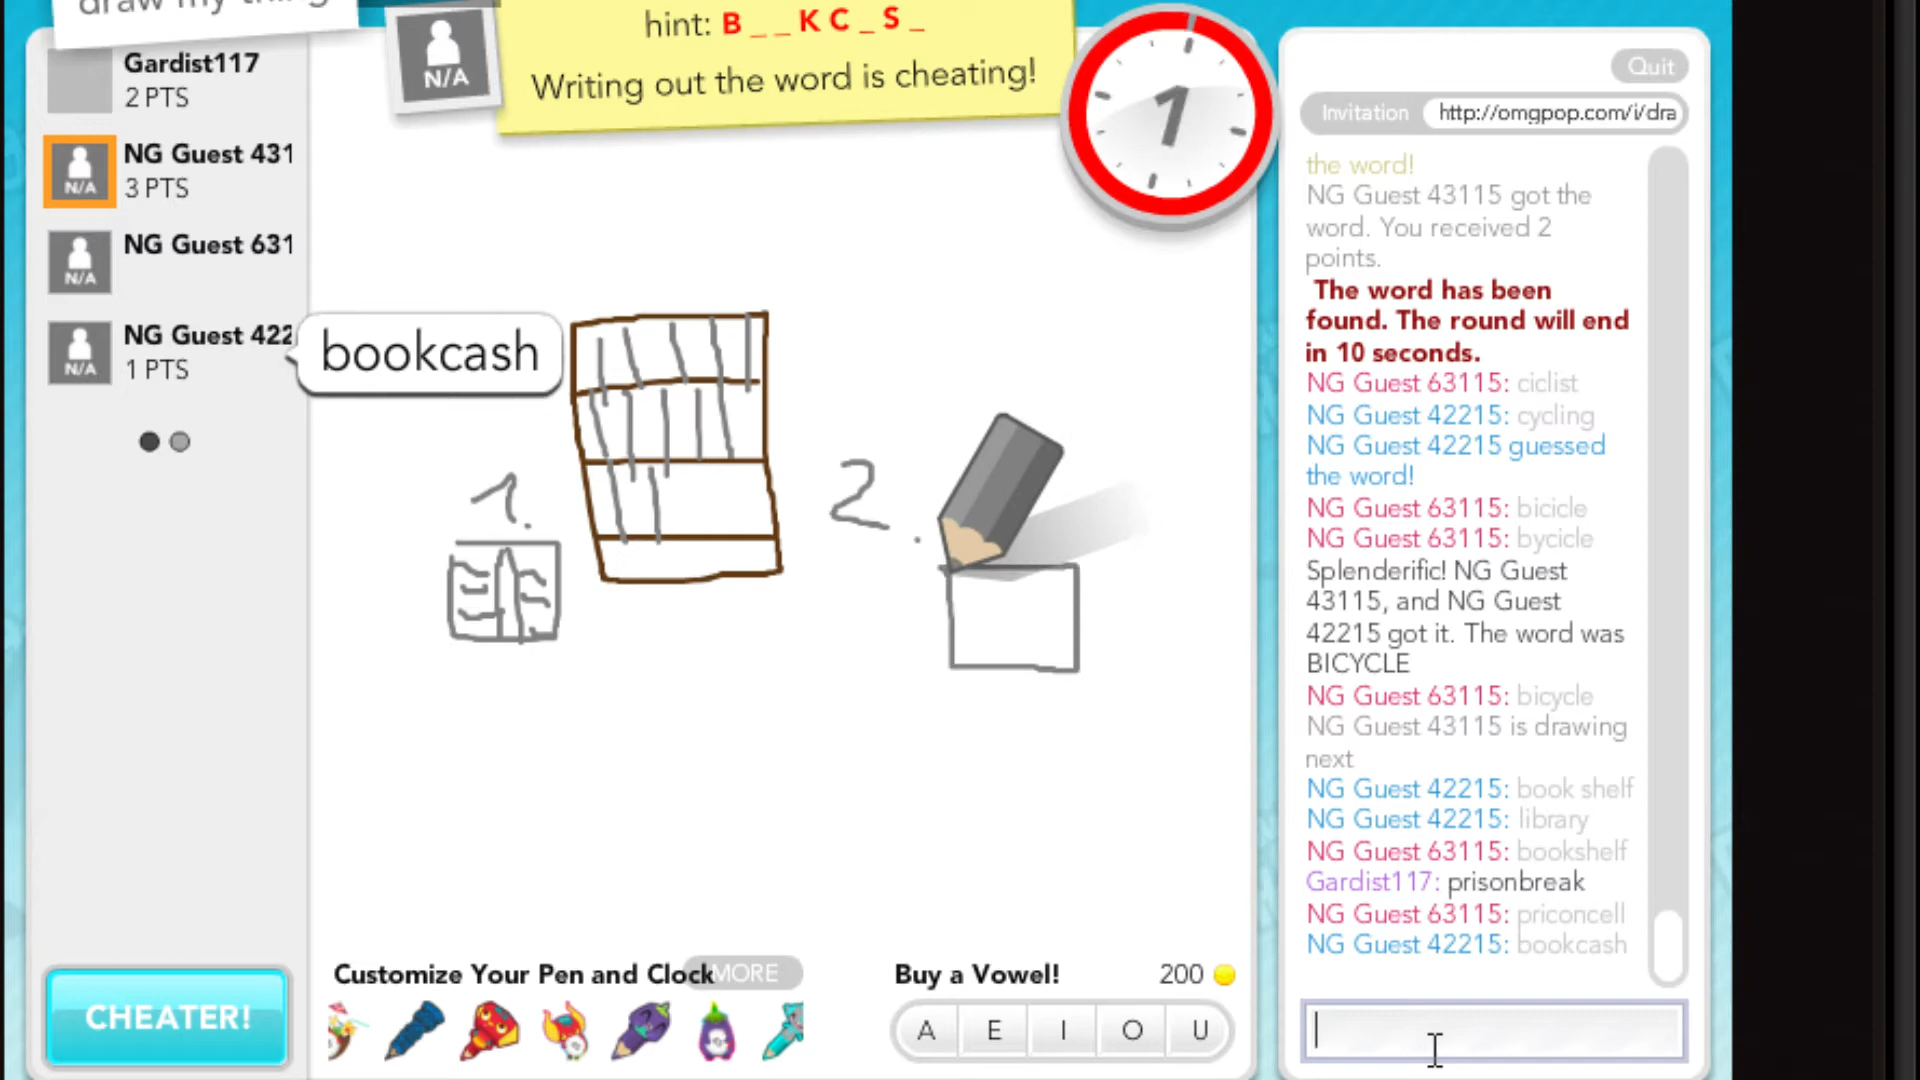 draw my thing
Gardist117
2 PTS
N/A
NG Guest 431
3 PTS
N/A
NG Guest 631
N/A
NG Guest 422
1 PTS
bookcash
CHEATER!
N/A
hint: B _ _ K C _ S _
Writing out the word is cheating!
1
1.
2.
Customize Your Pen and Clock
MORE
Buy a Vowel!
200
A E I O U
Quit
Invitation
http://omgpop.com/i/dra
the word!
NG Guest 43115 got the
word. You received 2
points.
The word has been
found. The round will end
in 10 seconds.
NG Guest 63115: ciclist
NG Guest 42215: cycling
NG Guest 42215 guessed
the word!
NG Guest 63115: bicicle
NG Guest 63115: bycicle
Splenderific! NG Guest
43115, and NG Guest
42215 got it. The word was
BICYCLE
NG Guest 63115: bicycle
NG Guest 43115 is drawing
next
NG Guest 42215: book shelf
NG Guest 42215: library
NG Guest 63115: bookshelf
Gardist117: prisonbreak
NG Guest 63115: priconcell
NG Guest 42215: bookcash